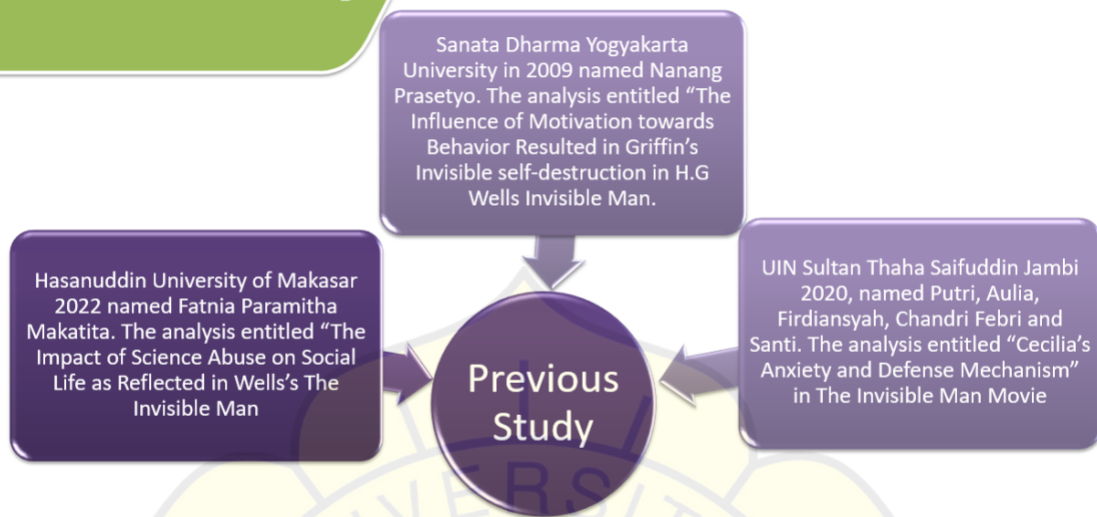 Sanata Dharma Yogyakarta
University in 2009 named Nanang
Prasetyo. The analysis entitled “The
Influence of Motivation towards
Behavior Resulted in Griffin’s
Invisible self-destruction in H.G
Wells Invisible Man.
Hasanuddin University of Makasar
2022 named Fatnia Paramitha
Makatita. The analysis entitled “The
Impact of Science Abuse on Social
Life as Reflected in Wells’s The
Invisible Man
UIN Sultan Thaha Saifuddin Jambi
2020, named Putri, Aulia,
Firdiansyah, Chandri Febri and
Santi. The analysis entitled “Cecilia’s
Anxiety and Defense Mechanism”
in The Invisible Man Movie
Previous
Study
VERSIT